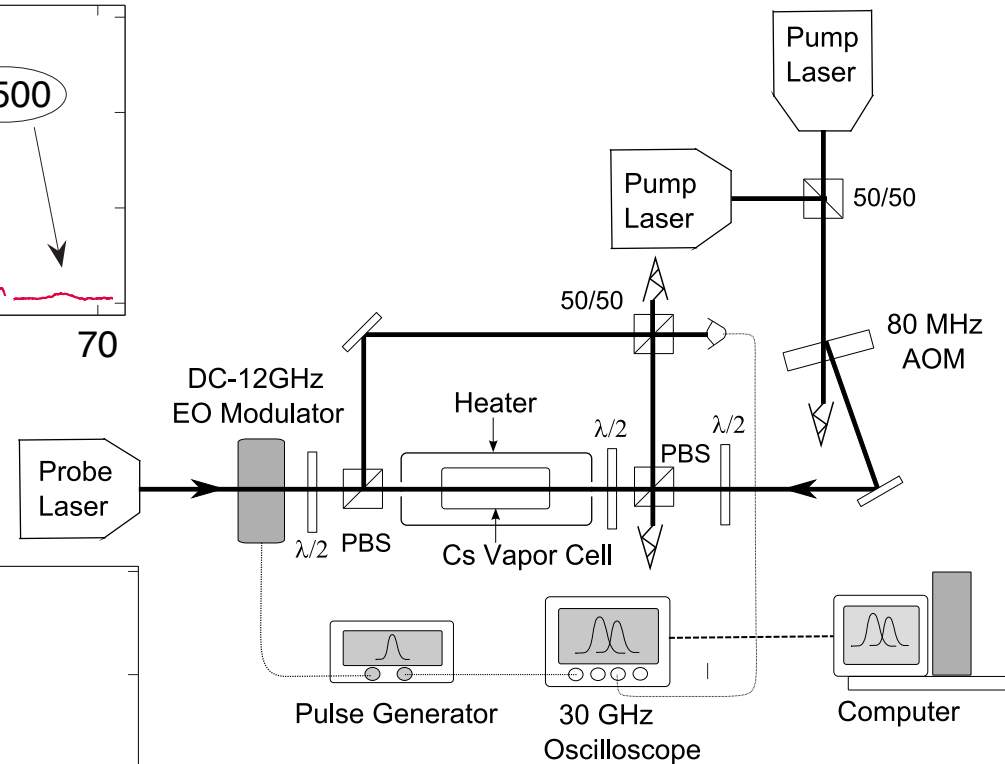 500
70
Pump
Laser
Pump
Laser
50/50
50/50
80 MHz
AOM
DC-12GHz
EO Modulator
Heater
λ/2
λ/2
PBS
Probe
Laser
λ/2
PBS
Cs Vapor Cell
Pulse Generator
30 GHz
Oscilloscope
Computer